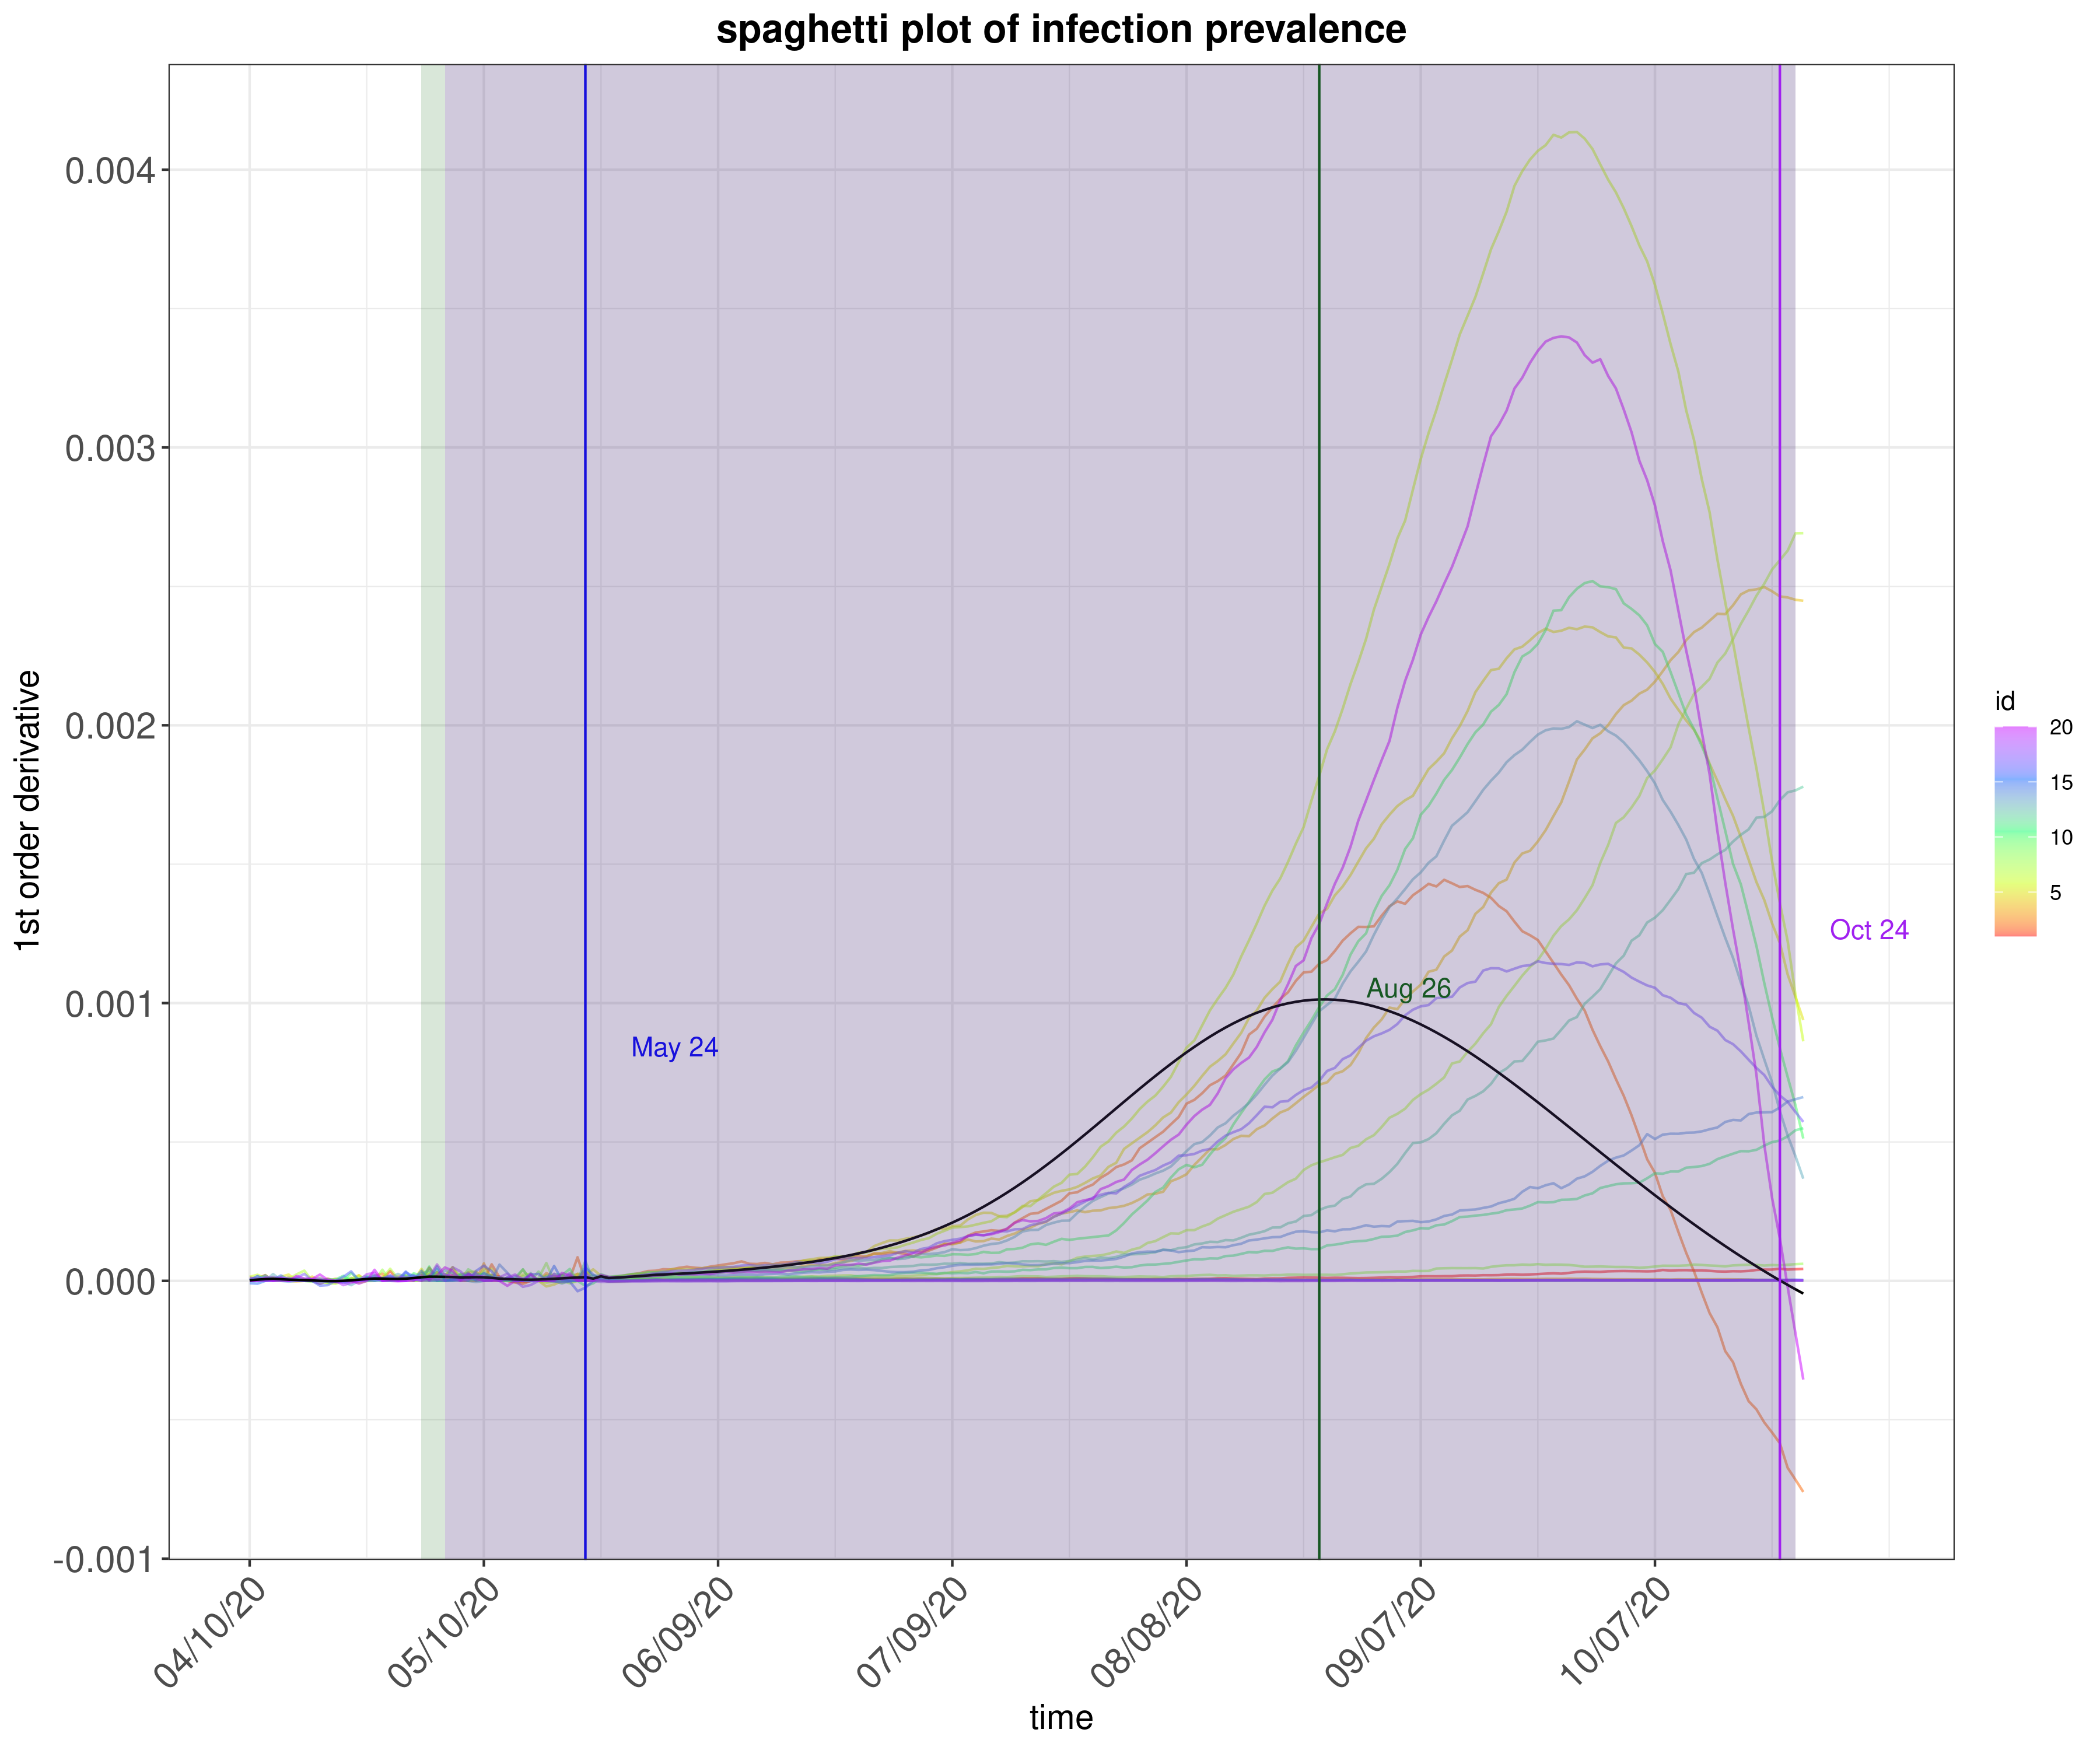 spaghetti plot of infection prevalence
0.004
0.003
0.002
0.001
0.000
-0.001
1st order derivative
May 24
Aug 26
Oct 24
id
20
15
10
5
04/10/20
05/10/20
06/09/20
07/09/20
08/08/20
09/07/20
10/07/20
time